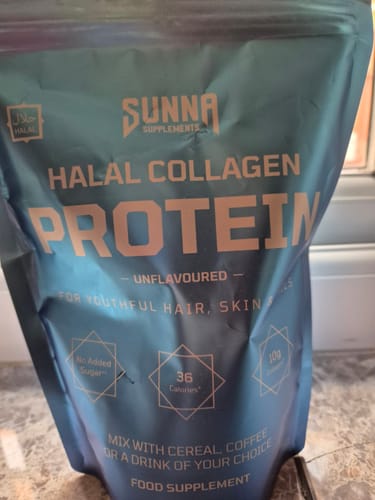 SUNNA
SUPPLEMENTS
حلال
HALAL
HALAL COLLAGEN
PROTEIN
— UNFLAVOURED —
FOR YOUTHFUL HAIR, SKIN
No Added
Sugar**
36
Calories*
10g
MIX WITH CEREAL, COFFEE
OR A DRINK OF YOUR CHOICE
FOOD SUPPLEMENT